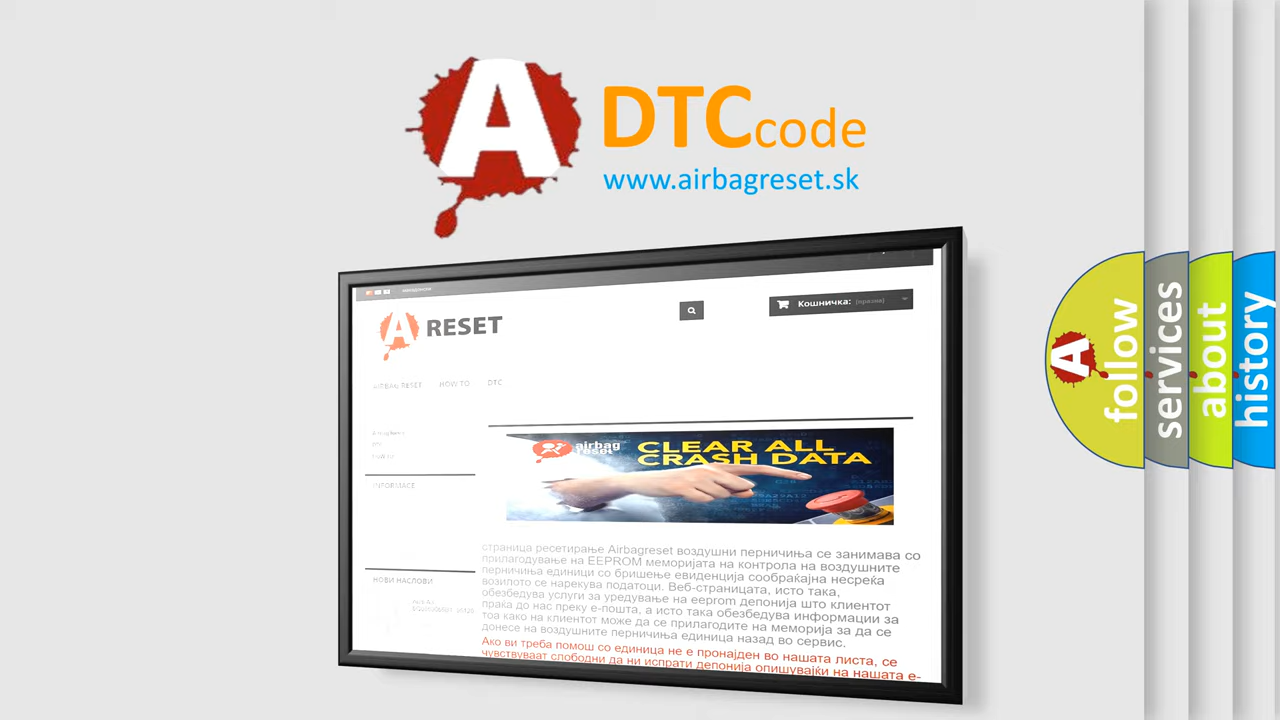 A DTCcode
www.airbagreset.sk
Кошничка: (празни)
A RESET
AIRBAG RESET HOW TO DTC
airbag
reset
CLEAR ALL
CRASH DATA
INFORMACE
НОВИ НАСЛОВИ
страница ресетирање Airbagreset воздушни перничиња се занимава со
прилагодување на EEPROM меморијата на контрола на воздушните
перничиња единици со бришење евиденција сообраќајна несреќа
возилото се нарекува податоци. Веб-страницата, исто така,
обезбедува услуги за уредување на eeprom депонија што клиентот
праќа до нас преку е-пошта, а исто така обезбедува информации за
тоа како на клиентот може да се прилагодите на меморија за да се
донесе на воздушните перничиња единица назад во сервис.
Ако ви треба помош со единица не е пронајден во нашата листа, се
чувствуваат слободни да ни испрати депонија опишувајќи на нашата е-
A follow
services
about
history